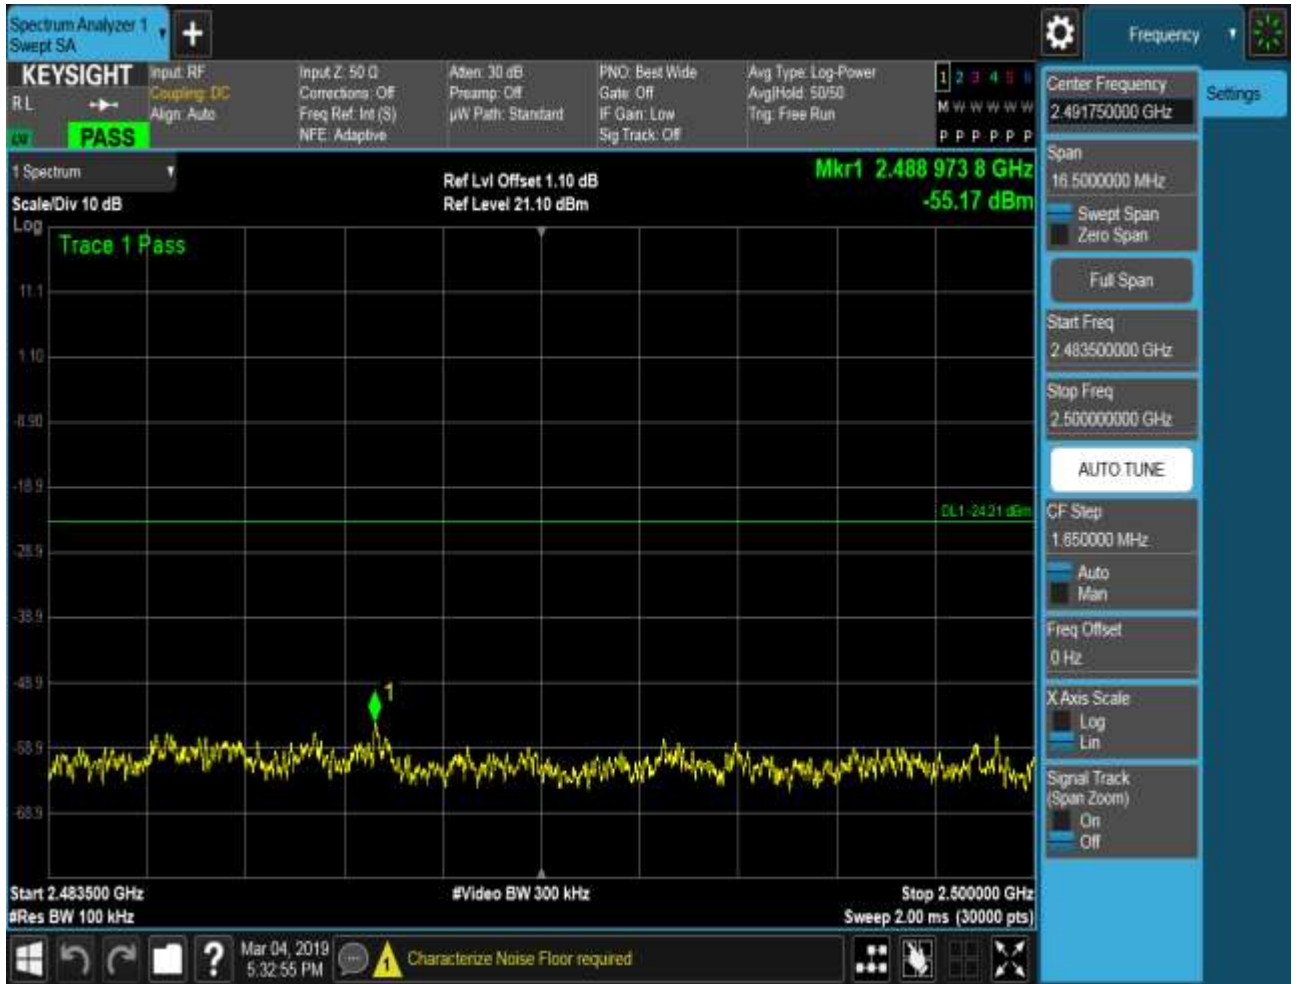 Spectrum Analyzer 1
Swept SA
+
Frequency
KEYSIGHT
R L
LW
PASS
Input: RF
Coupling: DC
Align: Auto
Input Z: 50 Ω
Corrections: Off
Freq Ref: Int (S)
NFE: Adaptive
Atten: 30 dB
Preamp: Off
µW Path: Standard
PNO: Best Wide
Gate: Off
IF Gain: Low
Sig Track: Off
Avg Type: Log-Power
Avg|Hold: 50/50
Trig: Free Run
1 2 3 4 5 6
M W W W W W
P P P P P P
1 Spectrum
Scale/Div 10 dB
Log
Ref Lvl Offset 1.10 dB
Ref Level 21.10 dBm
Mkr1 2.488 973 8 GHz
-55.17 dBm
Trace 1 Pass
11.1
1.10
-8.90
-18.9
DL1 -24.21 dBm
-28.9
-38.9
-48.9
1
-58.9
-68.9
Start 2.483500 GHz
#Res BW 100 kHz
#Video BW 300 kHz
Stop 2.500000 GHz
Sweep 2.00 ms (30000 pts)
Center Frequency
2.491750000 GHz
Settings
Span
16.5000000 MHz
Swept Span
Zero Span
Full Span
Start Freq
2.483500000 GHz
Stop Freq
2.500000000 GHz
AUTO TUNE
CF Step
1.650000 MHz
Auto
Man
Freq Offset
0 Hz
X Axis Scale
Log
Lin
Signal Track
(Span Zoom)
On
Off
?
Mar 04, 2019
5:32:55 PM
1
Characterize Noise Floor required